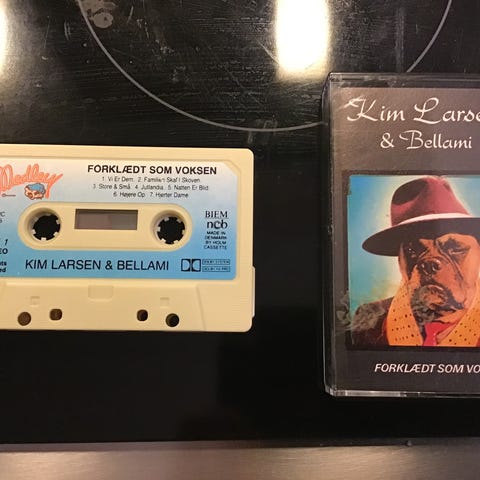 Medley
FORKLÆDT SOM VOKSEN
1. Vi Er Dem. 2. Familien Skal I Skoven.
3. Store & Små. 4. Jutlandia. 5. Natten Er Blid.
6. Højere Op. 7. Hjerter Dame.
1
BIEM
ncb
MADE IN
DENMARK
BY HOLM
CASSETTE
KIM LARSEN & BELLAMI
DOLBY SYSTEM
Kim Larse
& Bellami
FORKLÆDT SOM VO